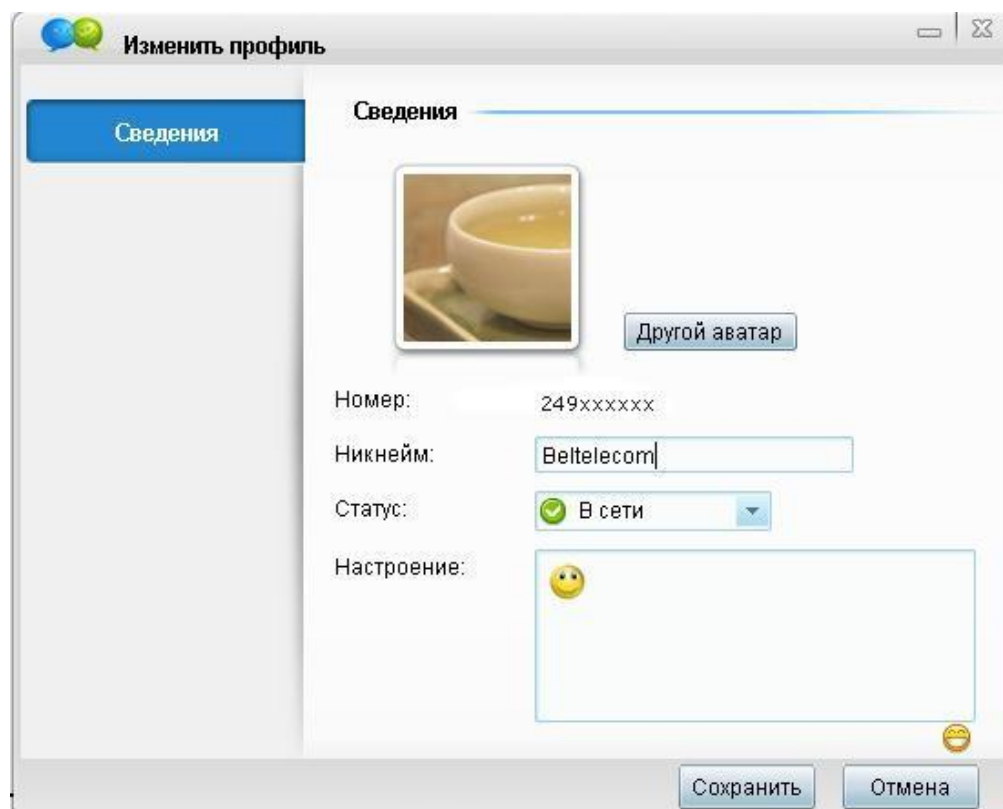 Изменить профиль
Сведения
Сведения
Другой аватар
Номер: 249xxxxxx
Никнейм: Beltelecom
Статус: В сети
Настроение:
Сохранить Отмена